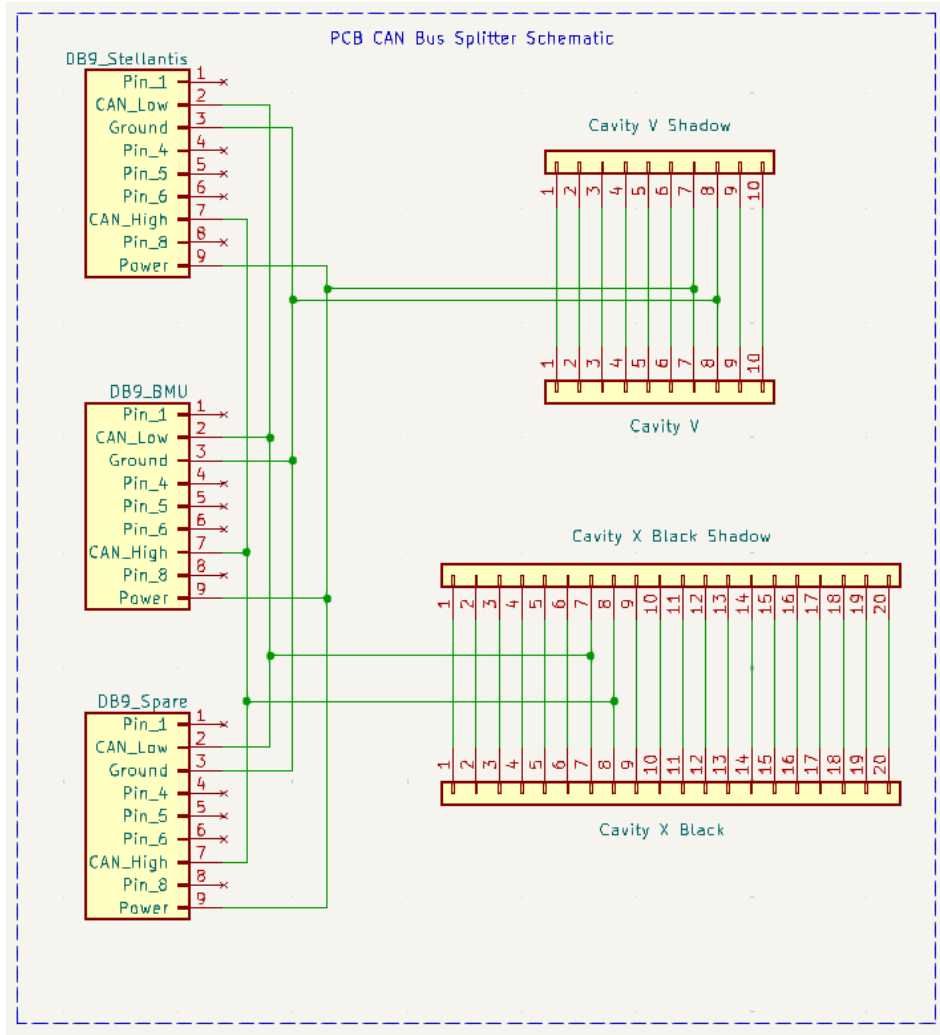 PCB CAN Bus Splitter Schematic
DB9_Stellantis
Pin_1 1
CAN_Low 2
Ground 3
Pin_4 4
Pin_5 5
Pin_6 6
CAN_High 7
Pin_8 8
Power 9
Cavity V Shadow
1 2 3 4 5 6 7 8 9 10
1 2 3 4 5 6 7 8 9 10
Cavity V
DB9_BMU
Pin_1 1
CAN_Low 2
Ground 3
Pin_4 4
Pin_5 5
Pin_6 6
CAN_High 7
Pin_8 8
Power 9
Cavity X Black Shadow
1 2 3 4 5 6 7 8 9 10 11 12 13 14 15 16 17 18 19 20
1 2 3 4 5 6 7 8 9 10 11 12 13 14 15 16 17 18 19 20
Cavity X Black
DB9_Spare
Pin_1 1
CAN_Low 2
Ground 3
Pin_4 4
Pin_5 5
Pin_6 6
CAN_High 7
Pin_8 8
Power 9